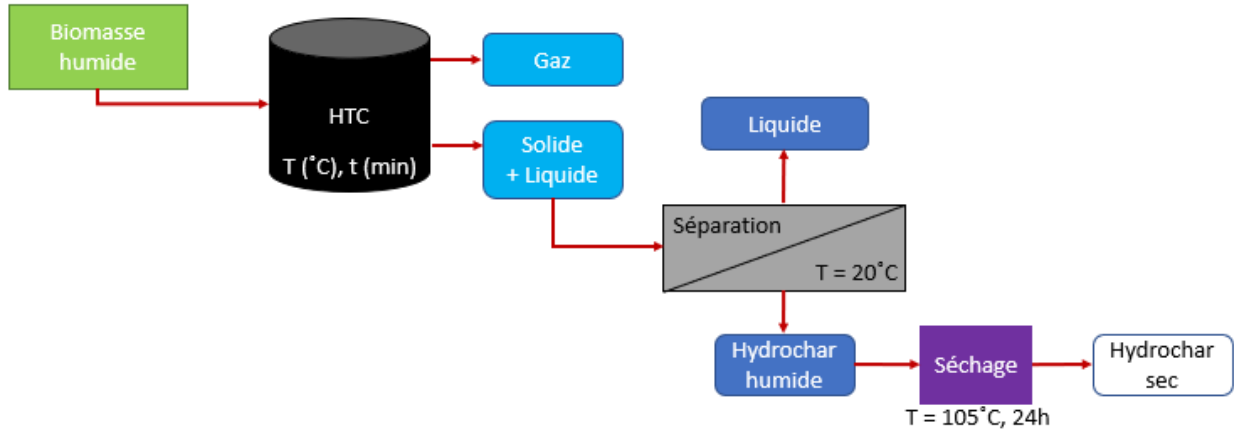 Biomasse
humide
HTC
T (˚C), t (min)
Gaz
Solide
+ Liquide
Liquide
Séparation
T = 20˚C
Hydrochar
humide
Séchage
T = 105˚C, 24h
Hydrochar
sec